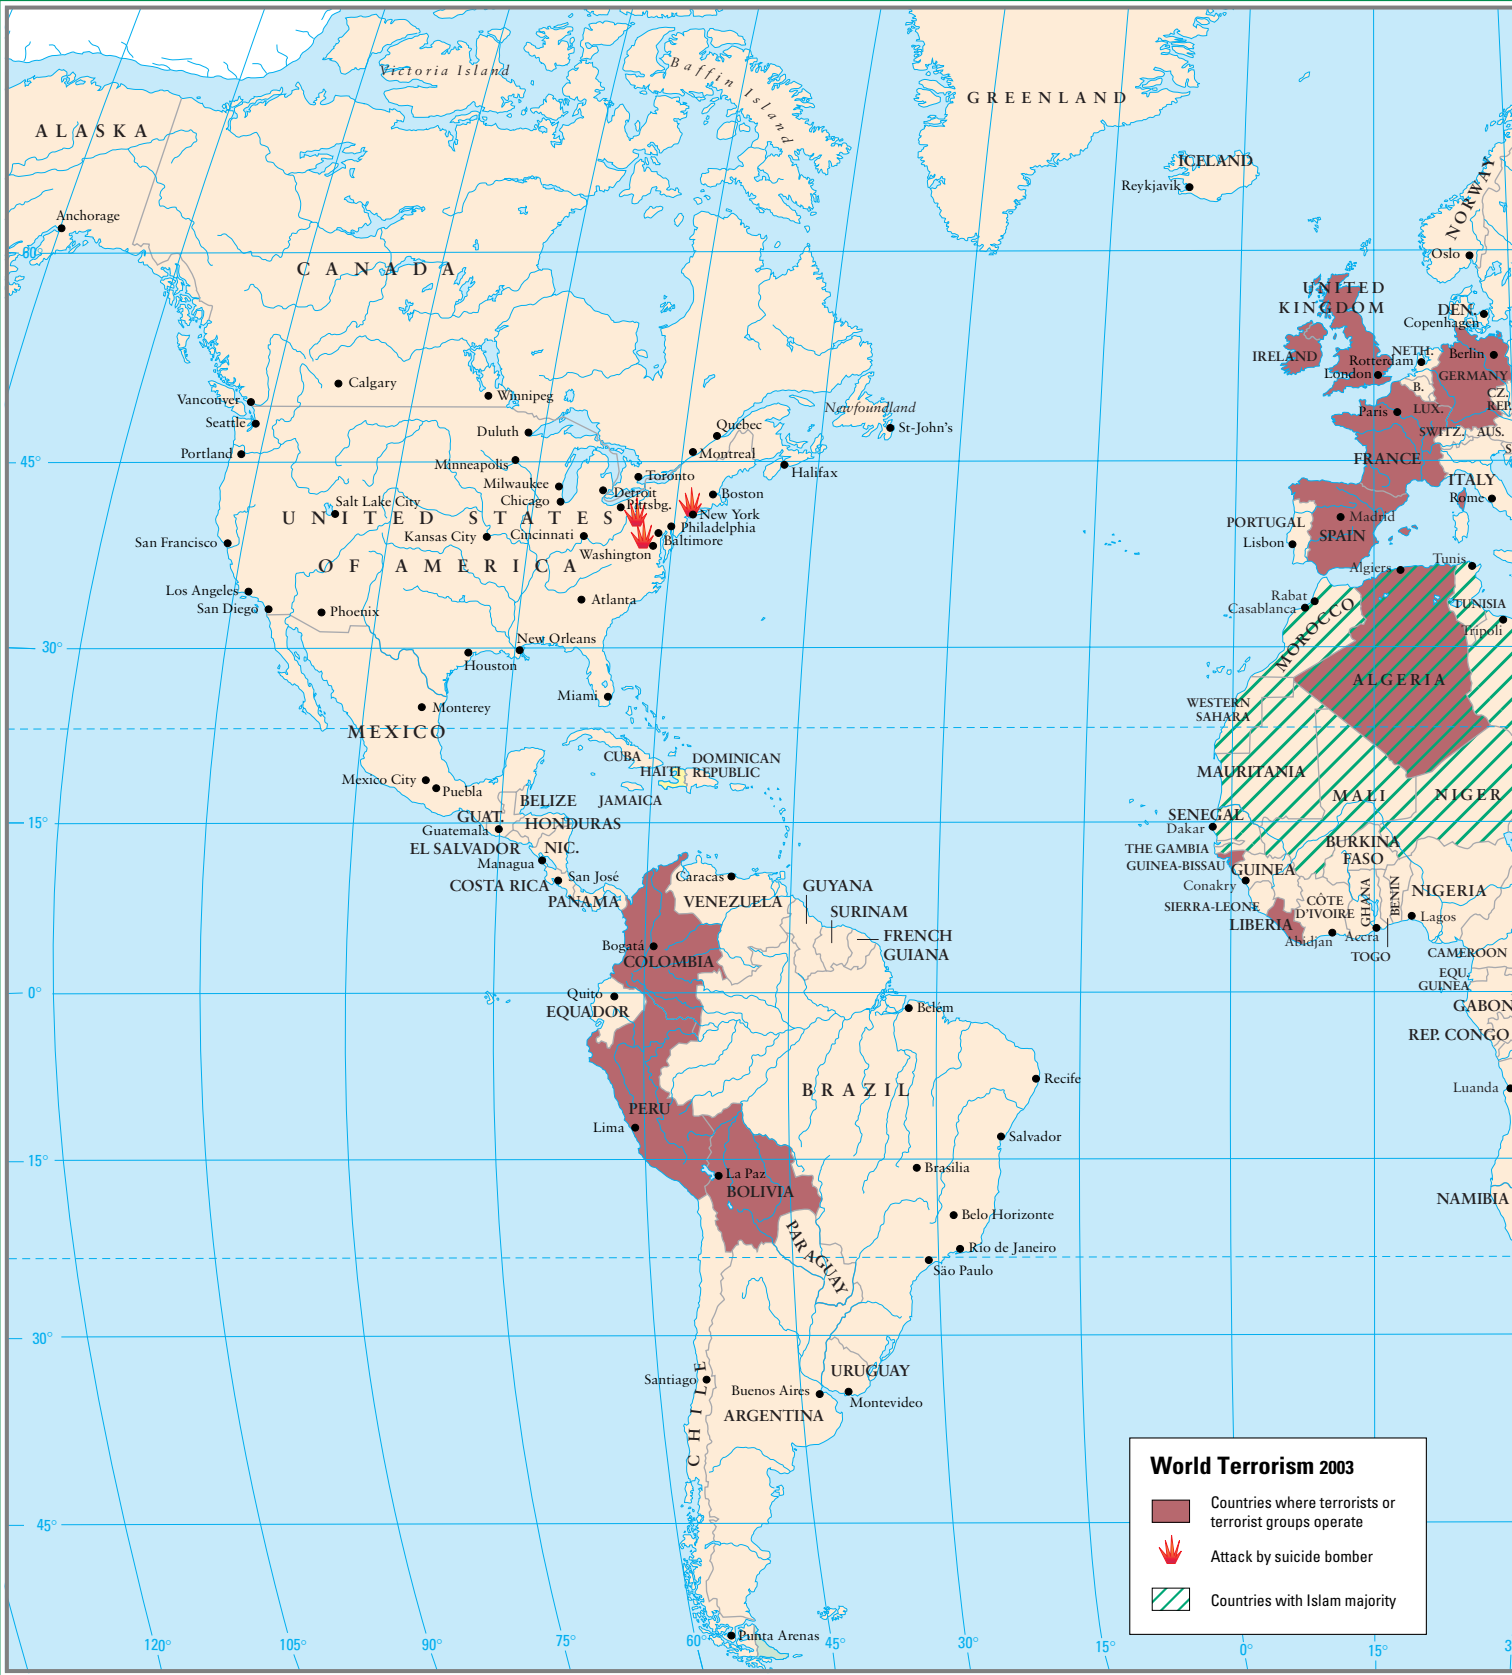 Victoria Island
Baffin Island
GREENLAND
ALASKA
ICELAND
Reykjavik
NORWAY
Anchorage
60°
Oslo
CANADA
UNITED
KINGDOM
DEN.
Copenhagen
IRELAND
NETH.
Rotterdam
Berlin
London
GERMANY
B.
CZ.
REP.
Calgary
Winnipeg
Vancouver
Newfoundland
Paris
LUX.
Seattle
Quebec
St-John's
Duluth
SWITZ.
AUS.
Portland
Montreal
S
45°
Minneapolis
Halifax
FRANCE
Toronto
Milwaukee
ITALY
Detroit
Boston
Rome
Chicago
Pittsbg.
Salt Lake City
New York
Madrid
UNITED STATES
PORTUGAL
Philadelphia
Kansas City
Cincinnati
SPAIN
San Francisco
Baltimore
Lisbon
Washington
Tunis
OF AMERICA
Algiers
Los Angeles
Rabat
Atlanta
San Diego
Casablanca
TUNISIA
Phoenix
MOROCCO
Tripoli
New Orleans
30°
Houston
ALGERIA
Miami
Monterey
WESTERN
SAHARA
MEXICO
CUBA
DOMINICAN
REPUBLIC
HAITI
MAURITANIA
Mexico City
Puebla
MALI
NIGER
BELIZE
JAMAICA
GUAT.
SENEGAL
15°
HONDURAS
Guatemala
Dakar
EL SALVADOR
NIC.
THE GAMBIA
BURKINA
FASO
Managua
GUINEA-BISSAU
GUINEA
San José
Caracas
COSTA RICA
GUYANA
Conakry
NIGERIA
PANAMA
VENEZUELA
GHANA
BENIN
CÔTE
D'IVOIRE
SIERRA-LEONE
SURINAM
Lagos
LIBERIA
FRENCH
GUIANA
Abidjan
Accra
Bogatá
TOGO
CAMEROON
COLOMBIA
EQU.
GUINEA
0°
Quito
EQUADOR
Belém
GABON
REP. CONGO
Recife
BRAZIL
Luanda
PERU
Lima
Salvador
15°
Brasilia
La Paz
BOLIVIA
NAMIBIA
Belo Horizonte
PARAGUAY
Rio de Janeiro
São Paulo
30°
CHILE
Santiago
URUGUAY
Buenos Aires
Montevideo
ARGENTINA
World Terrorism 2003
Countries where terrorists or
terrorist groups operate
45°
Attack by suicide bomber
Countries with Islam majority
Punta Arenas
120°
105°
90°
75°
60°
45°
30°
15°
0°
15°
3